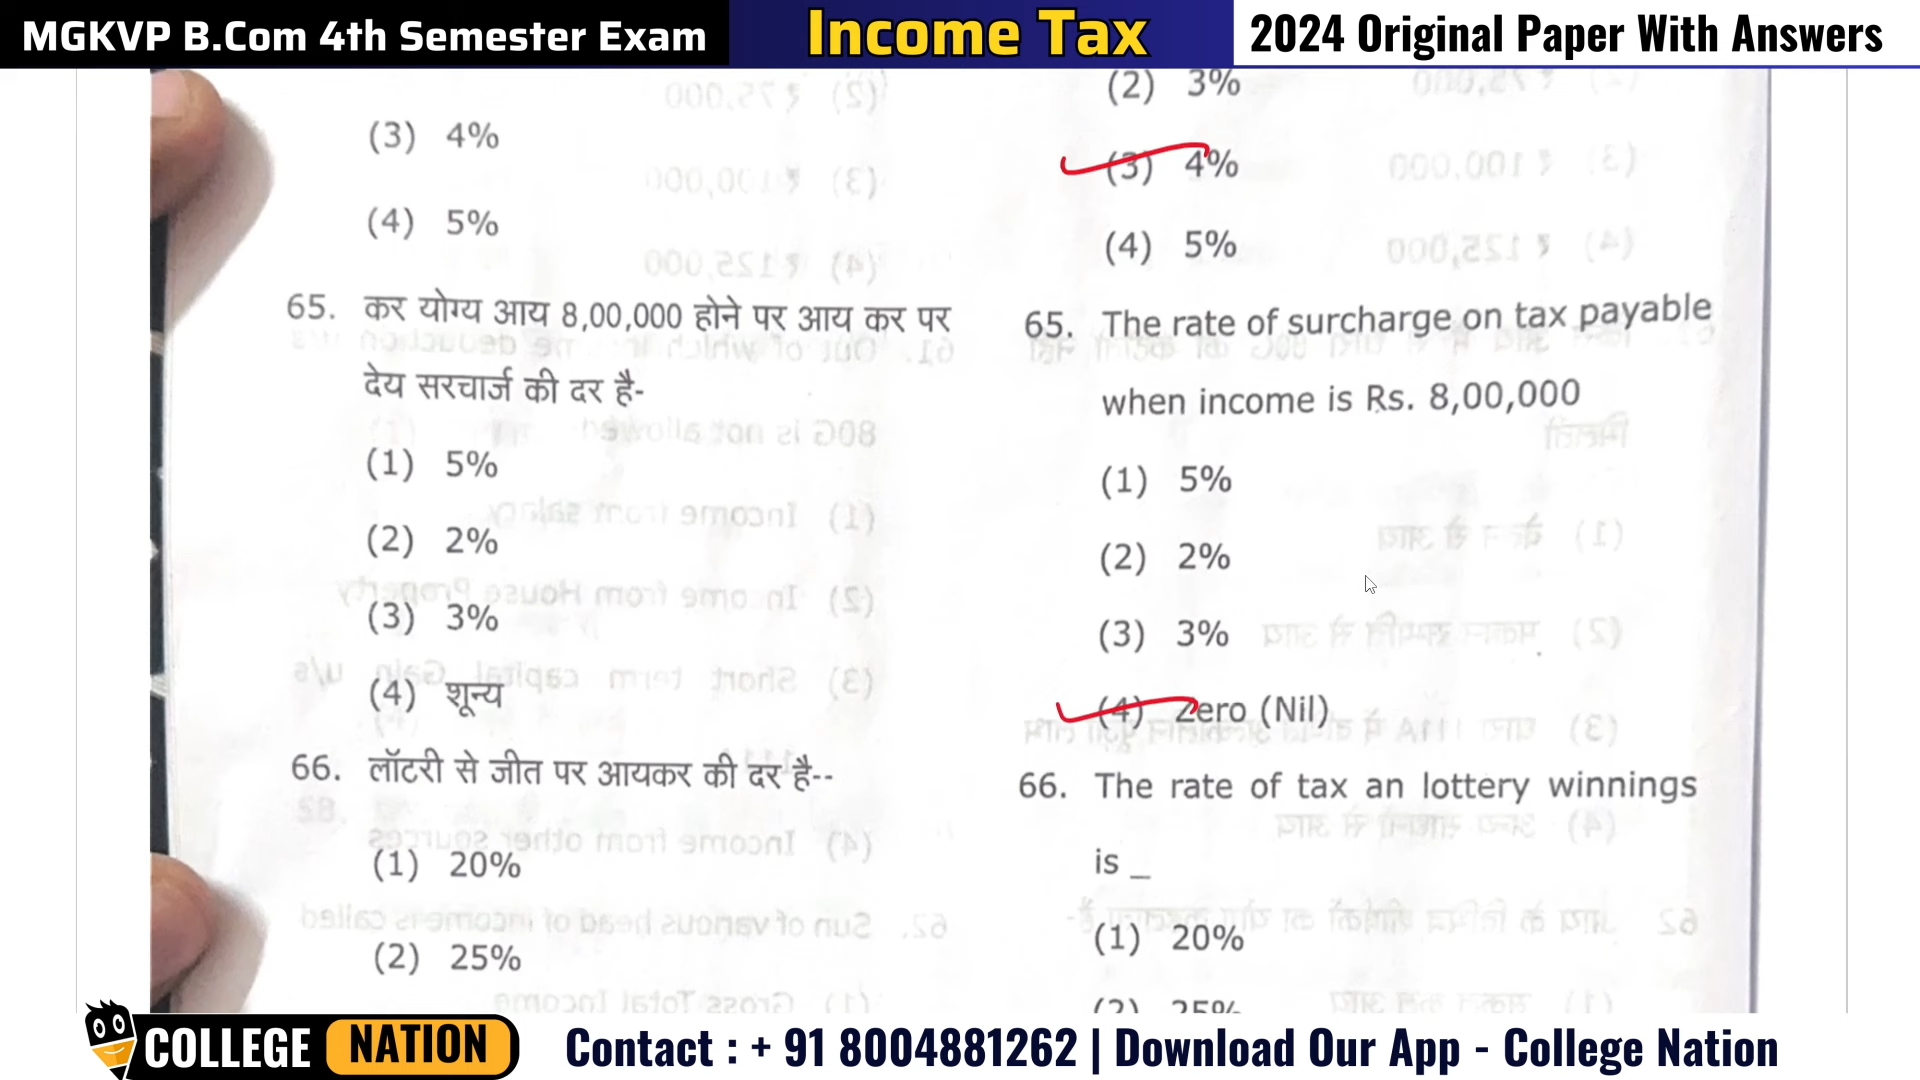 MGKVP B.Com 4th Semester Exam
Income Tax
2024 Original Paper With Answers
(3) 4%
(4) 5%
65. कर योग्य आय 8,00,000 होने पर आय कर पर
देय सरचार्ज की दर है-
(1) 5%
(2) 2%
(3) 3%
(4) शून्य
66. लॉटरी से जीत पर आयकर की दर है--
(1) 20%
(2) 25%
(2) 3%
(3) 4%
(4) 5%
65. The rate of surcharge on tax payable
when income is Rs. 8,00,000
(1) 5%
(2) 2%
(3) 3%
(4) Zero (Nil)
66. The rate of tax an lottery winnings
is _
(1) 20%
(2) 25%
COLLEGE NATION
Contact : + 91 8004881262 | Download Our App - College Nation